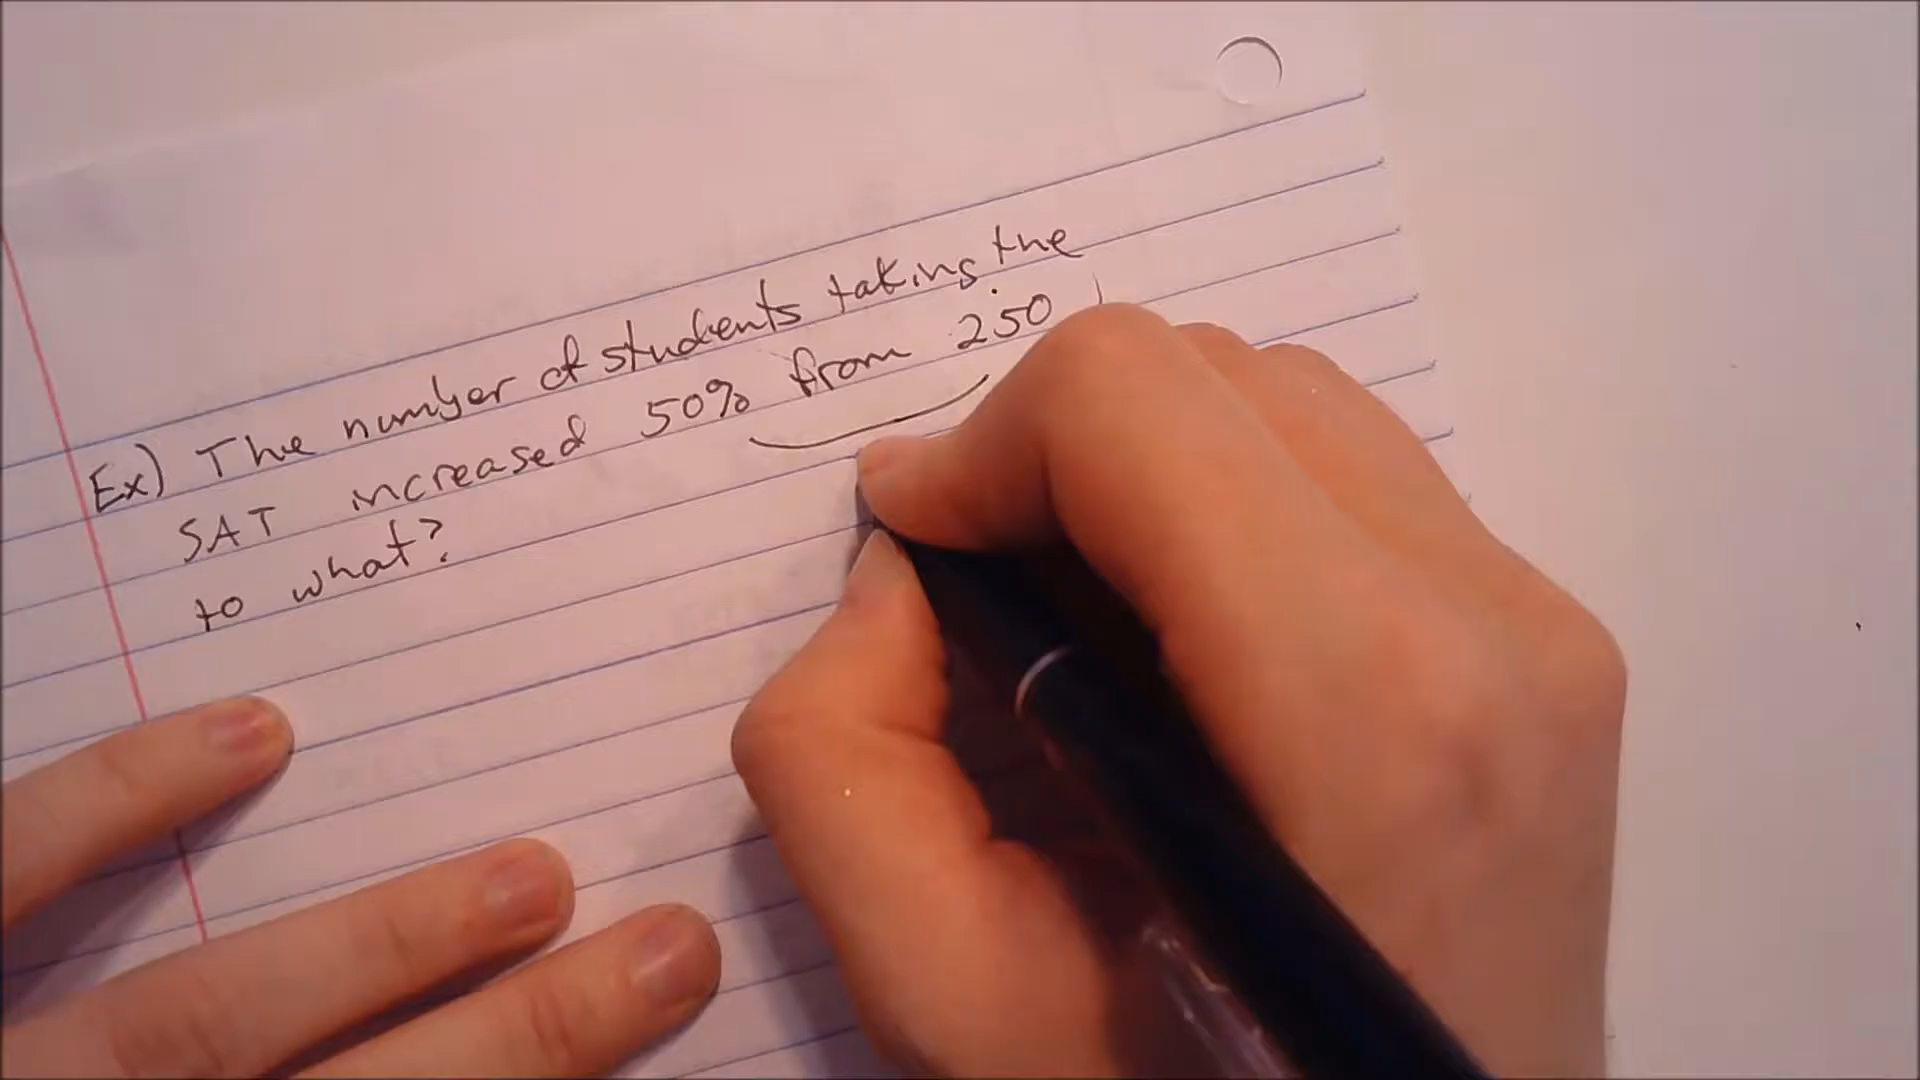 Ex) The number of students taking the
SAT increased 50% from 250
to what?